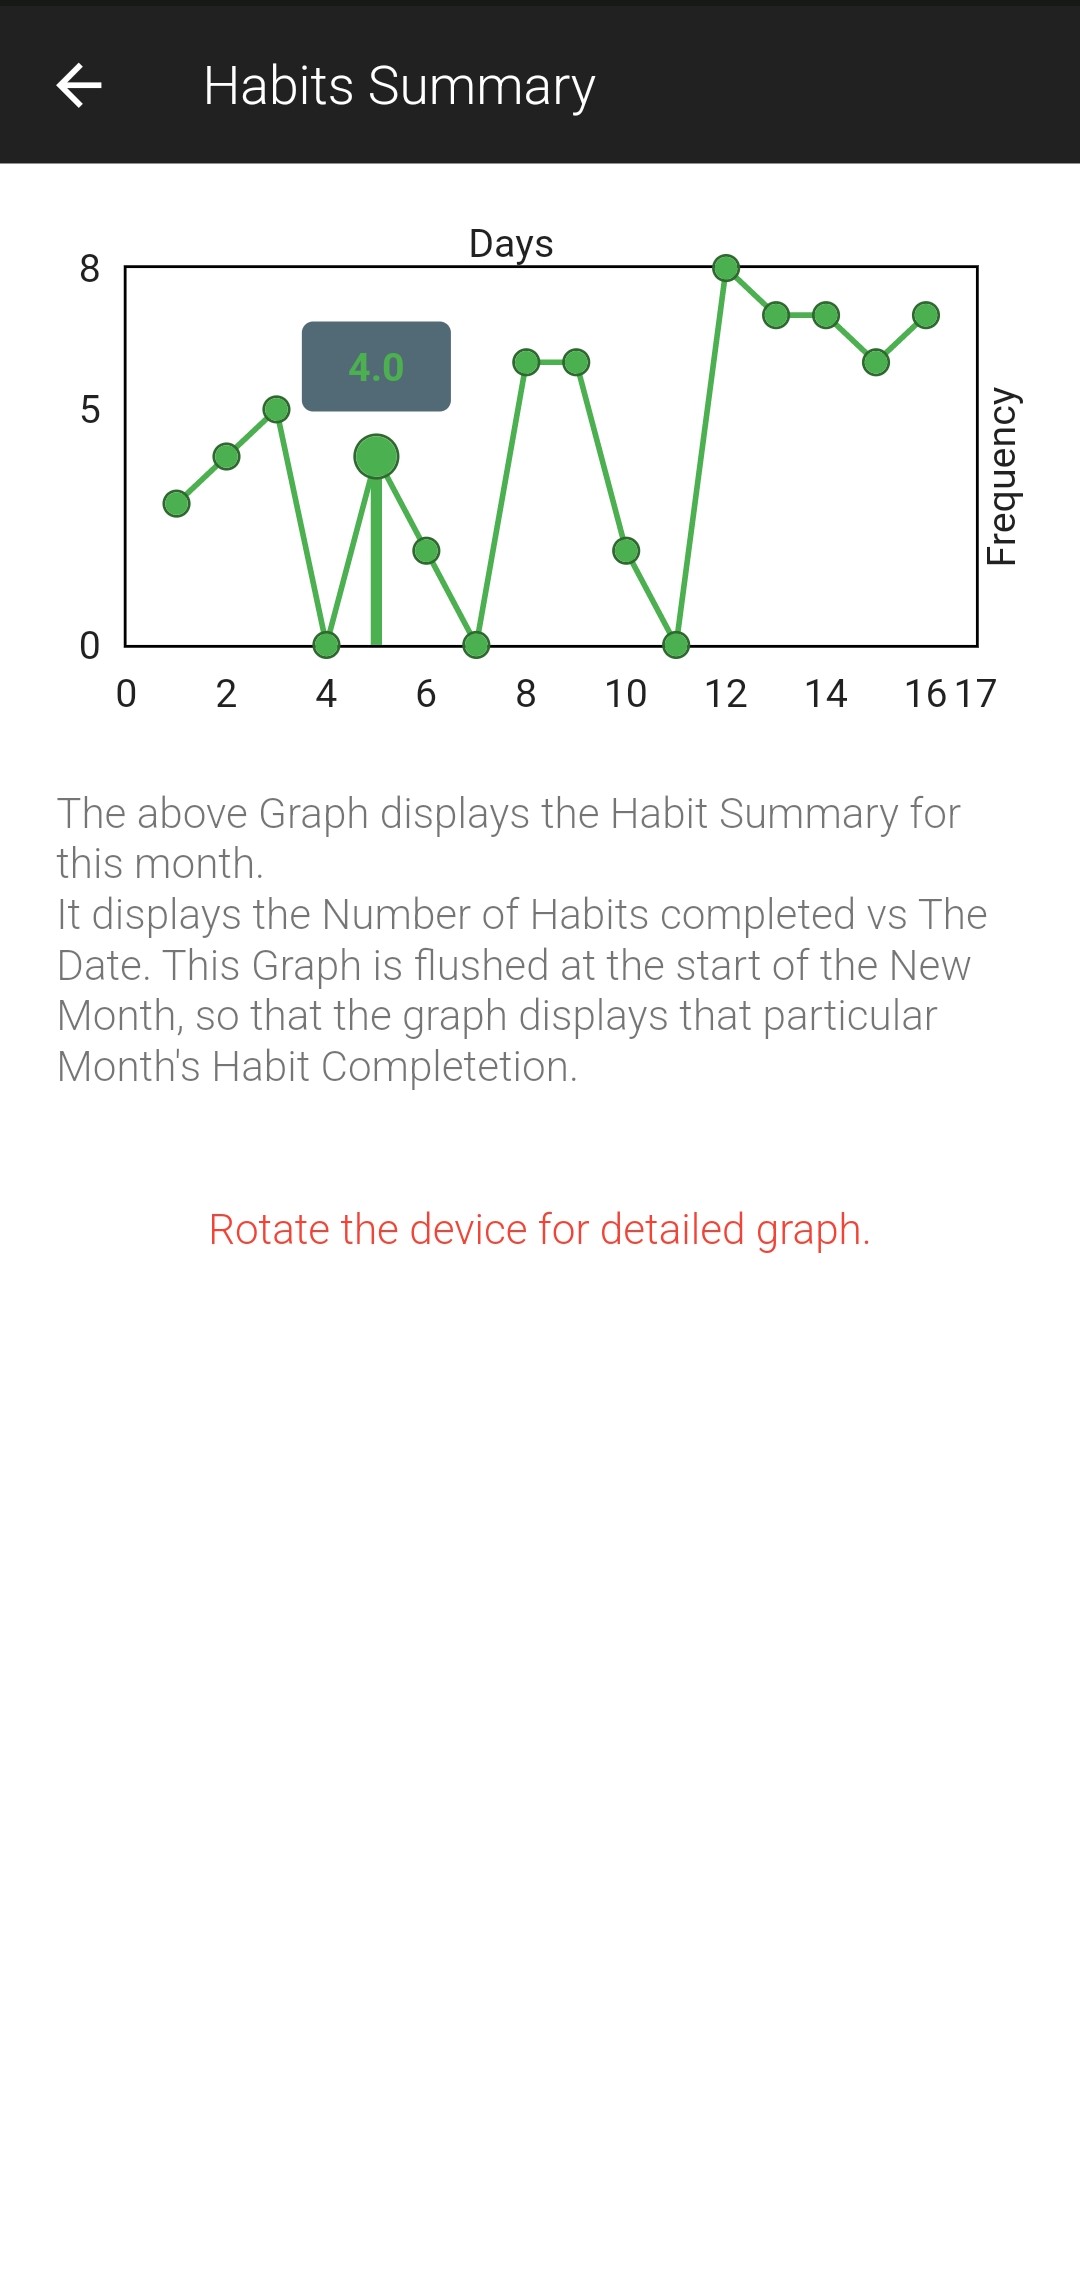 Habits Summary
Days
8
4.0
5
Frequency
0
0 2 4 6 8 10 12 14 16 17
The above Graph displays the Habit Summary for
this month.
It displays the Number of Habits completed vs The
Date. This Graph is flushed at the start of the New
Month, so that the graph displays that particular
Month's Habit Completetion.
Rotate the device for detailed graph.